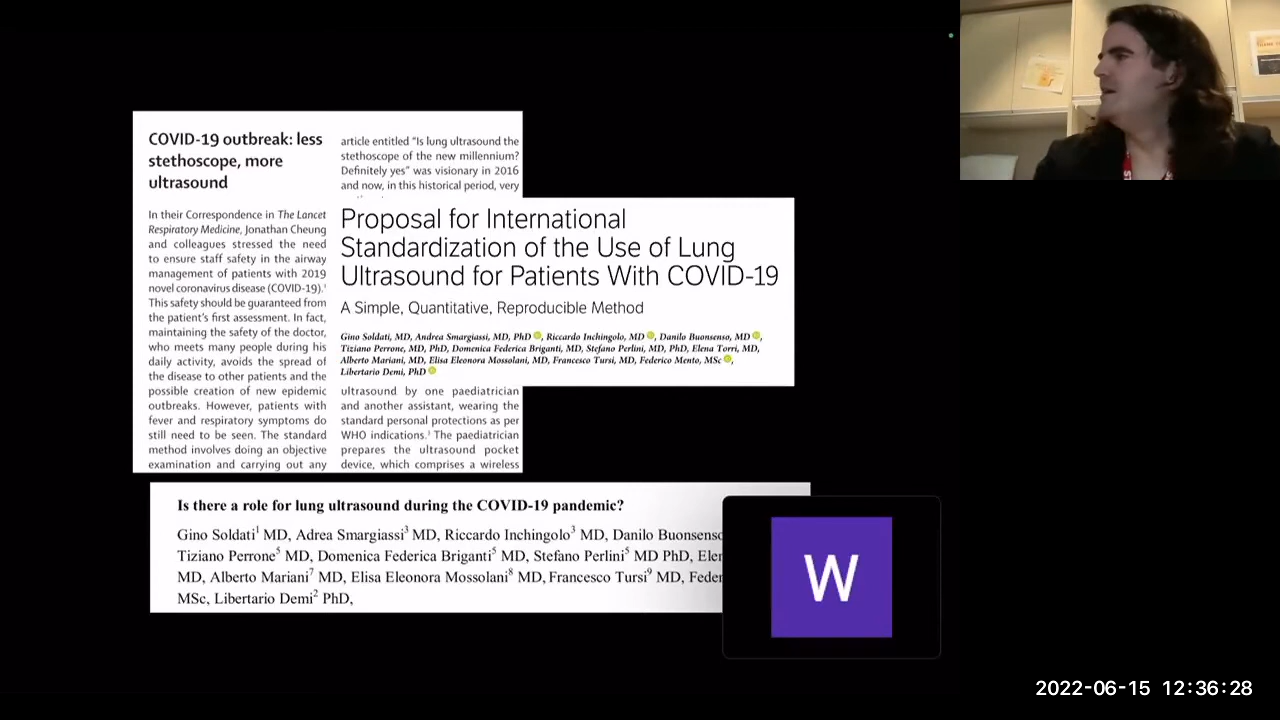 COVID-19 outbreak: less
stethoscope, more
ultrasound
In their Correspondence in The Lancet
Respiratory Medicine, Jonathan Cheung
and colleagues stressed the need
to ensure staff safety in the airway
management of patients with 2019
novel coronavirus disease (COVID-19).¹
This safety should be guaranteed from
the patient's first assessment. In fact,
maintaining the safety of the doctor,
who meets many people during his
daily activity, avoids the spread of
the disease to other patients and the
possible creation of new epidemic
outbreaks. However, patients with
fever and respiratory symptoms do
still need to be seen. The standard
method involves doing an objective
examination and carrying out any
article entitled “Is lung ultrasound the
stethoscope of the new millennium?
Definitely yes” was visionary in 2016
and now, in this historical period, very
Proposal for International
Standardization of the Use of Lung
Ultrasound for Patients With COVID-19
A Simple, Quantitative, Reproducible Method
Gino Soldati, MD, Andrea Smargiassi, MD, PhD, Riccardo Inchingolo, MD, Danilo Buonsenso, MD,
Tiziano Perrone, MD, PhD, Domenica Federica Briganti, MD, Stefano Perlini, MD, PhD, Elena Torri, MD,
Alberto Mariani, MD, Elisa Eleonora Mossolani, MD, Francesco Tursi, MD, Federico Mento, MSc,
Libertario Demi, PhD
ultrasound by one paediatrician
and another assistant, wearing the
standard personal protections as per
WHO indications.³ The paediatrician
prepares the ultrasound pocket
device, which comprises a wireless
Is there a role for lung ultrasound during the COVID-19 pandemic?
Gino Soldati¹ MD, Adrea Smargiassi³ MD, Riccardo Inchingolo³ MD, Danilo Buonsenso
Tiziano Perrone⁵ MD, Domenica Federica Briganti⁵ MD, Stefano Perlini⁵ MD PhD, Eler
MD, Alberto Mariani⁷ MD, Elisa Eleonora Mossolani⁸ MD, Francesco Tursi⁹ MD, Feder
MSc, Libertario Demi² PhD,
W
2022-06-15 12:36:28